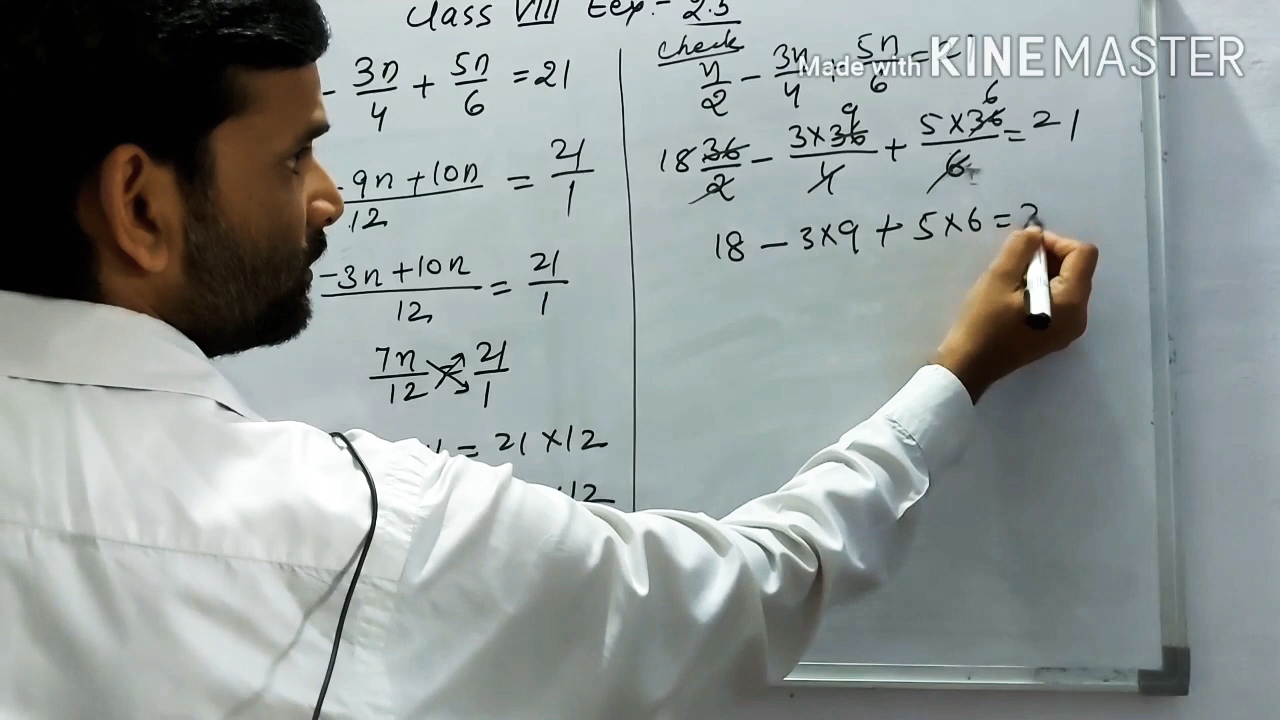 Class VIII Eex.- 2.5
- 3n/4 + 5n/6 = 21
-9n + 10n / 12 = 21/1
-3n + 10n / 12 = 21/1
7n/12 21/1
= 21 × 12
12
check
n/2 - 3n/4 + 5n/6 = 21
18 36/2 - 3 × 36/4 9 + 5 × 36/6 6 = 21
18 - 3×9 + 5×6 = 2
Made with KINEMASTER